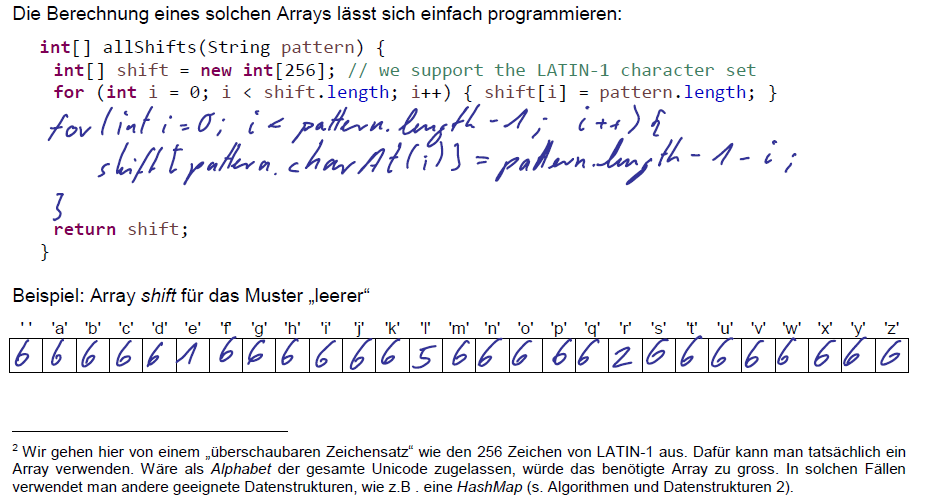 Die Berechnung eines solchen Arrays lässt sich einfach programmieren:
int[] allShifts(String pattern) {
int[] shift = new int[256]; // we support the LATIN-1 character set
for (int i = 0; i < shift.length; i++) { shift[i] = pattern.length; }
for (int i = 0; i < pattern.length - 1; i++) {
shift [pattern.charAt(i)] = pattern.length - 1 - i;
}
return shift;
}
Beispiel: Array shift für das Muster „leerer“
' ' 'a' 'b' 'c' 'd' 'e' 'f' 'g' 'h' 'i' 'j' 'k' 'l' 'm' 'n' 'o' 'p' 'q' 'r' 's' 't' 'u' 'v' 'w' 'x' 'y' 'z'
6 6 6 6 6 1 6 6 6 6 6 6 5 6 6 6 6 6 2 6 6 6 6 6 6 6 6
2 Wir gehen hier von einem „überschaubaren Zeichensatz“ wie den 256 Zeichen von LATIN-1 aus. Dafür kann man tatsächlich ein
Array verwenden. Wäre als Alphabet der gesamte Unicode zugelassen, würde das benötigte Array zu gross. In solchen Fällen
verwendet man andere geeignete Datenstrukturen, wie z.B . eine HashMap (s. Algorithmen und Datenstrukturen 2).